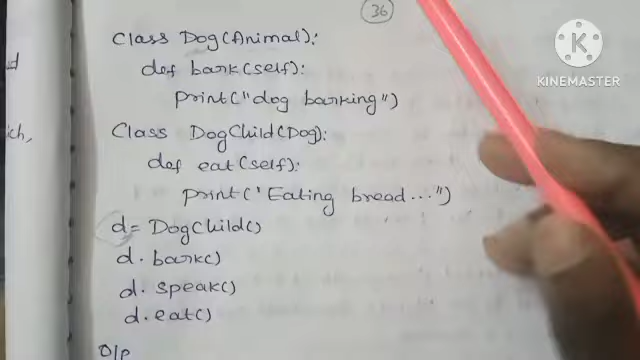 36
Class Dog(Animal):
def bark(self):
print("dog barking")
Class DogChild(Dog):
def eat(self):
print('Eating bread...")
d= DogChild()
d. bark()
d. speak()
d. eat()
O/P
ich,
KINEMASTER